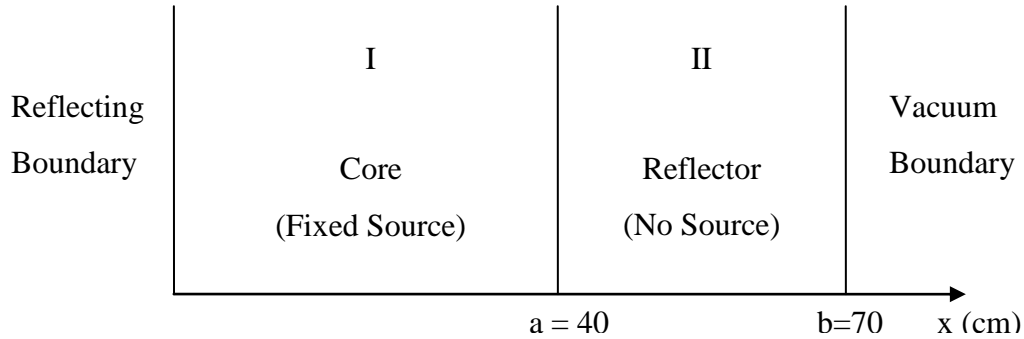 I
II
Reflecting
Boundary
Vacuum
Boundary
Core
(Fixed Source)
Reflector
(No Source)
a = 40
b=70
x (cm)